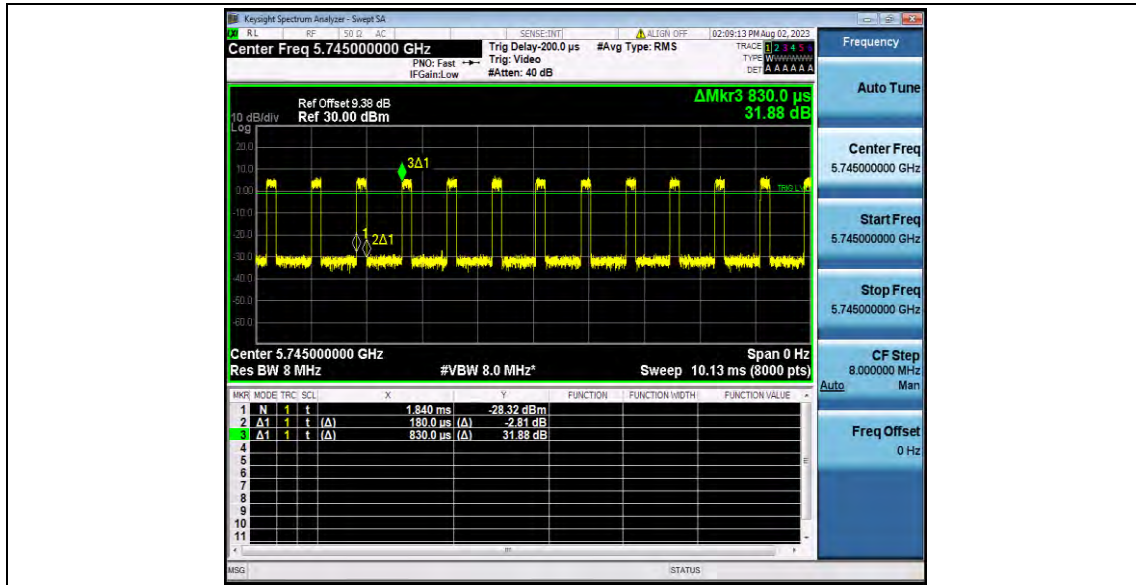 Keysight Spectrum Analyzer - Swept SA
RL RF 50 Ω AC SENSE:INT ALIGN OFF 02:09:13 PM Aug 02, 2023
Center Freq 5.745000000 GHz Trig Delay-200.0 µs #Avg Type: RMS TRACE 1 2 3 4 5 6
PNO: Fast Trig: Video TYPE W
IFGain:Low #Atten: 40 dB DET A A A A A A
Frequency
Auto Tune
Center Freq
5.745000000 GHz
Start Freq
5.745000000 GHz
Stop Freq
5.745000000 GHz
CF Step
8.000000 MHz
Auto Man
Freq Offset
0 Hz
ΔMkr3 830.0 µs
31.88 dB
Ref Offset 9.38 dB
10 dB/div Ref 30.00 dBm
Log
20.0
10.0
0.00
-10.0
-20.0
-30.0
-40.0
-50.0
-60.0
3Δ1
1
2Δ1
Center 5.745000000 GHz Span 0 Hz
Res BW 8 MHz #VBW 8.0 MHz* Sweep 10.13 ms (8000 pts)
MKR MODE TRC SCL X Y FUNCTION FUNCTION WIDTH FUNCTION VALUE
1 N 1 t 1.840 ms -28.32 dBm
2 Δ1 1 t (Δ) 180.0 µs (Δ) -2.81 dB
3 Δ1 1 t (Δ) 830.0 µs (Δ) 31.88 dB
4
5
6
7
8
9
10
11
MSG STATUS